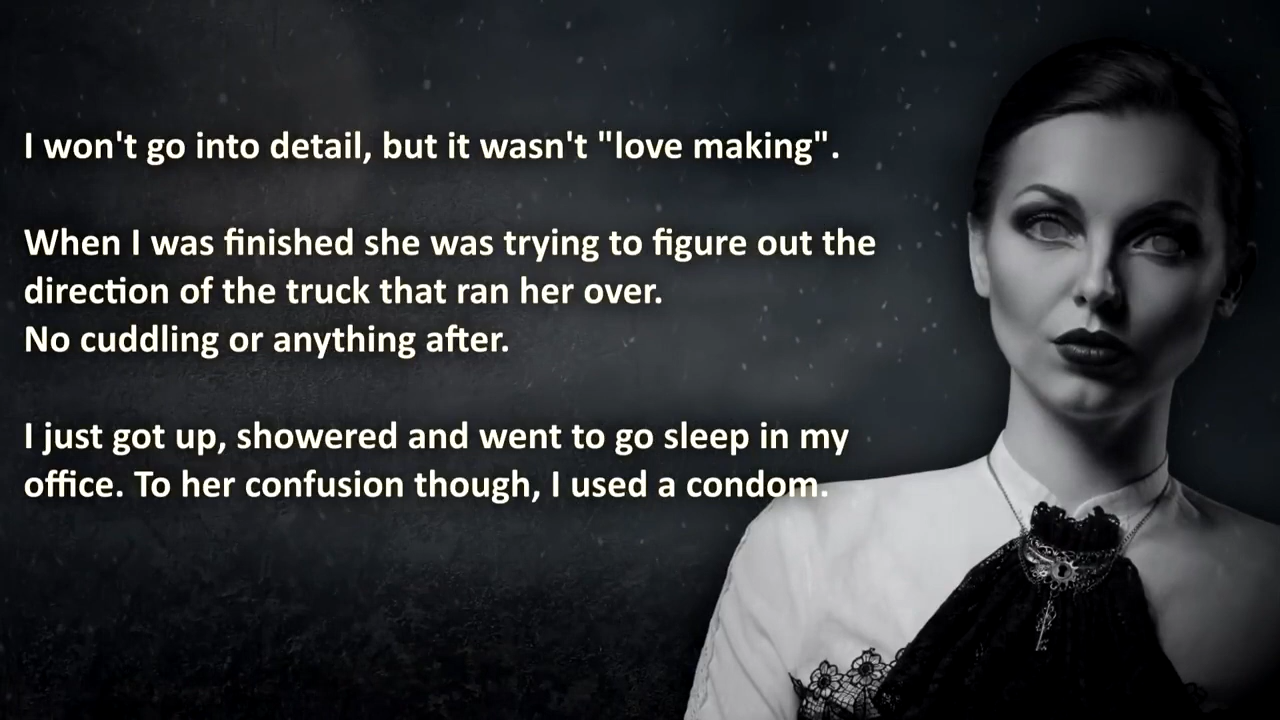 I won't go into detail, but it wasn't "love making".
When I was finished she was trying to figure out the
direction of the truck that ran her over.
No cuddling or anything after.
I just got up, showered and went to go sleep in my
office. To her confusion though, I used a condom.